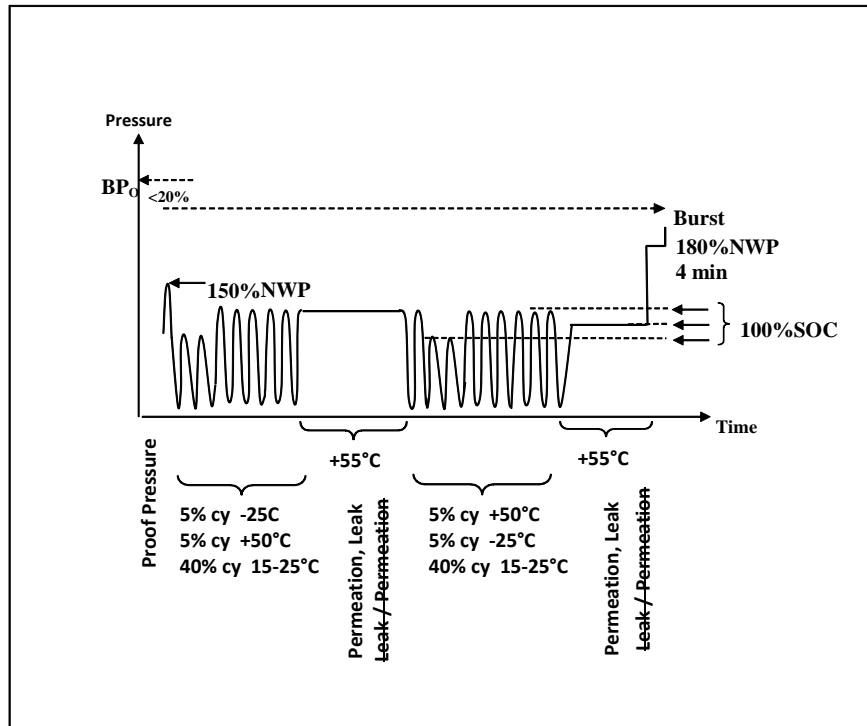 Pressure
BPO
<20%
Burst
180%NWP
4 min
150%NWP
100%SOC
Time
+55°C
+55°C
Proof Pressure
5% cy -25C
5% cy +50°C
40% cy 15-25°C
Permeation, Leak
Leak / Permeation
5% cy +50°C
5% cy -25°C
40% cy 15-25°C
Permeation, Leak
Leak / Permeation